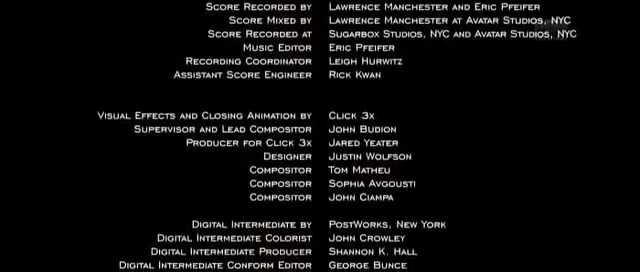 Score Recorded by Lawrence Manchester and Eric Pfeifer
Score Mixed by Lawrence Manchester at Avatar Studios, NYC
Score Recorded at Sugarbox Studios, NYC and Avatar Studios, NYC
Music Editor Eric Pfeifer
Recording Coordinator Leigh Hurwitz
Assistant Score Engineer Rick Kwan
Visual Effects and Closing Animation by Click 3x
Supervisor and Lead Compositor John Budion
Producer for Click 3x Jared Yeater
Designer Justin Wolfson
Compositor Tom Matheu
Compositor Sophia Avgousti
Compositor John Ciampa
Digital Intermediate by PostWorks, New York
Digital Intermediate Colorist John Crowley
Digital Intermediate Producer Shannon K. Hall
Digital Intermediate Conform Editor George Bunce